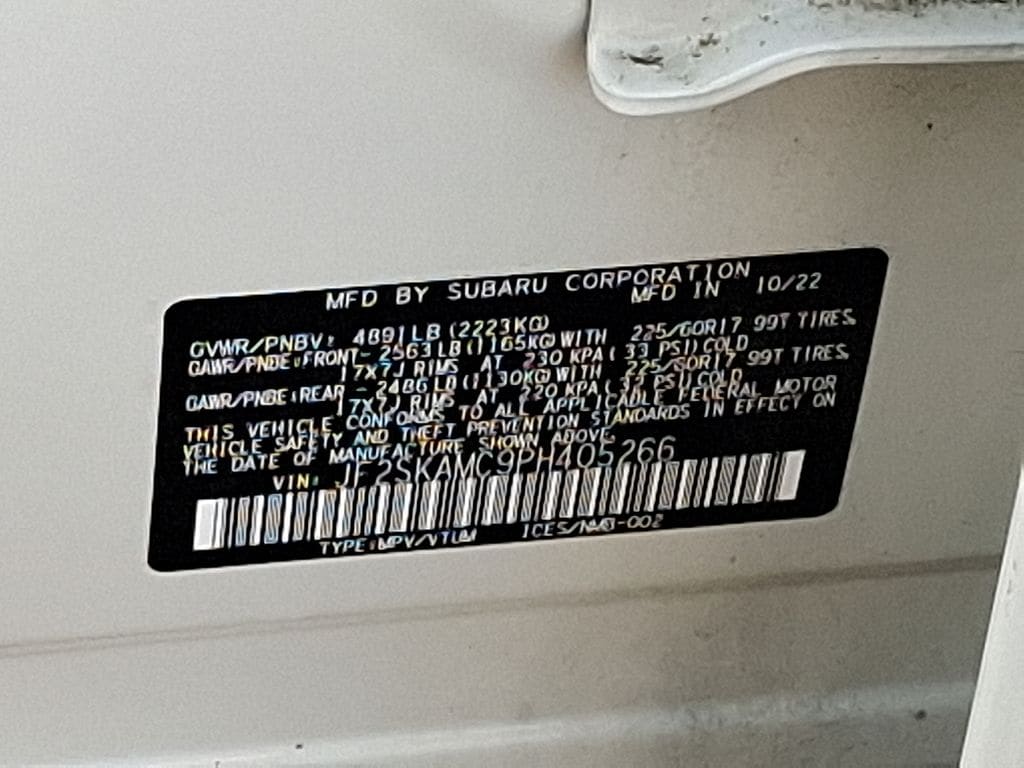 MFD BY SUBARU CORPORATION
MFD IN 10/22
GVWR/PNBV: 4891LB(2223KG)
GAWR/PNBE:FRONT- 2563LB(1165KG)WITH 225/60R17 99T TIRES
17X7J RIMS AT 230 KPA( 33 PSI)COLD
GAWR/PNBE:REAR - 2486LB(1130KG)WITH 225/60R17 99T TIRES
17X7J RIMS AT 220 KPA( 33 PSI)COLD
THIS VEHICLE CONFORMS TO ALL APPLICABLE FEDERAL MOTOR
VEHICLE SAFETY AND THEFT PREVENTION STANDARDS IN EFFECT ON
THE DATE OF MANUFACTURE SHOWN ABOVE.
VIN: JF2SKAMC9PH405266
TYPE:MPV/VTUM ICES/NMB-002